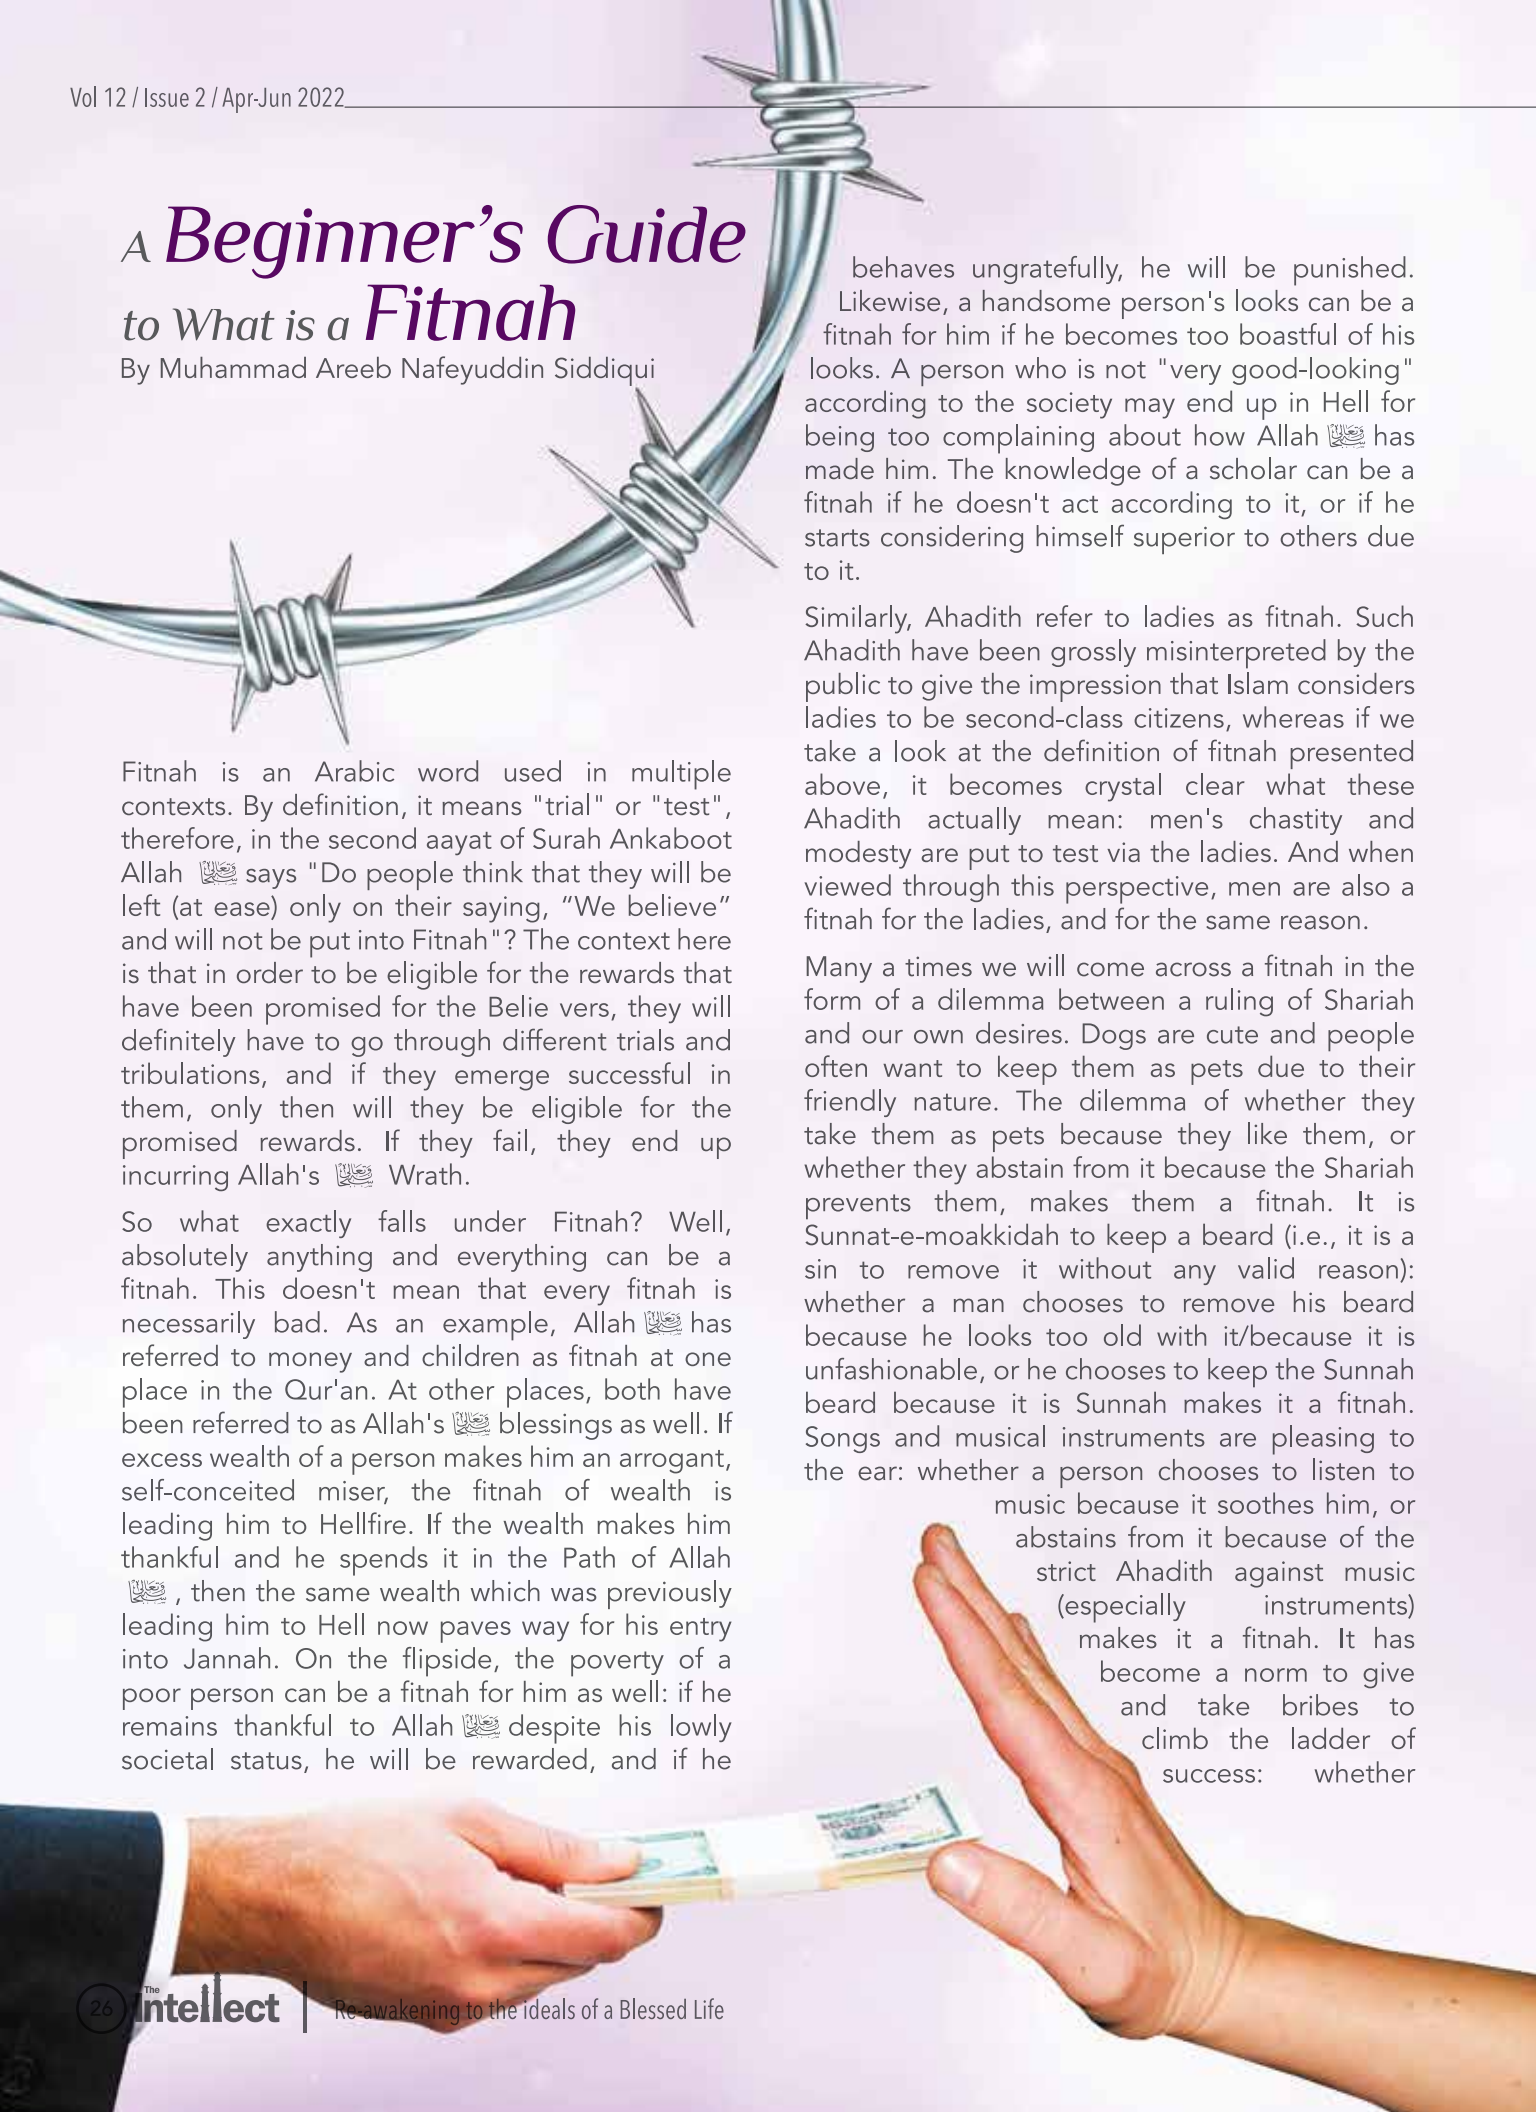 Vol 12 / Issue 2 / Apr-Jun 2022
A Beginner’s Guide
to What is a Fitnah
By Muhammad Areeb Nafeyuddin Siddiqui
Fitnah is an Arabic word used in multiple
contexts. By definition, it means "trial" or "test",
therefore, in the second aayat of Surah Ankaboot
Allah says "Do people think that they will be
left (at ease) only on their saying, “We believe”
and will not be put into Fitnah"? The context here
is that in order to be eligible for the rewards that
have been promised for the Belie vers, they will
definitely have to go through different trials and
tribulations, and if they emerge successful in
them, only then will they be eligible for the
promised rewards. If they fail, they end up
incurring Allah's Wrath.
So what exactly falls under Fitnah? Well,
absolutely anything and everything can be a
fitnah. This doesn't mean that every fitnah is
necessarily bad. As an example, Allah has
referred to money and children as fitnah at one
place in the Qur'an. At other places, both have
been referred to as Allah's blessings as well. If
excess wealth of a person makes him an arrogant,
self-conceited miser, the fitnah of wealth is
leading him to Hellfire. If the wealth makes him
thankful and he spends it in the Path of Allah
, then the same wealth which was previously
leading him to Hell now paves way for his entry
into Jannah. On the flipside, the poverty of a
poor person can be a fitnah for him as well: if he
remains thankful to Allah despite his lowly
societal status, he will be rewarded, and if he
behaves ungratefully, he will be punished.
Likewise, a handsome person's looks can be a
fitnah for him if he becomes too boastful of his
looks. A person who is not "very good-looking"
according to the society may end up in Hell for
being too complaining about how Allah has
made him. The knowledge of a scholar can be a
fitnah if he doesn't act according to it, or if he
starts considering himself superior to others due
to it.
Similarly, Ahadith refer to ladies as fitnah. Such
Ahadith have been grossly misinterpreted by the
public to give the impression that Islam considers
ladies to be second-class citizens, whereas if we
take a look at the definition of fitnah presented
above, it becomes crystal clear what these
Ahadith actually mean: men's chastity and
modesty are put to test via the ladies. And when
viewed through this perspective, men are also a
fitnah for the ladies, and for the same reason.
Many a times we will come across a fitnah in the
form of a dilemma between a ruling of Shariah
and our own desires. Dogs are cute and people
often want to keep them as pets due to their
friendly nature. The dilemma of whether they
take them as pets because they like them, or
whether they abstain from it because the Shariah
prevents them, makes them a fitnah. It is
Sunnat-e-moakkidah to keep a beard (i.e., it is a
sin to remove it without any valid reason):
whether a man chooses to remove his beard
because he looks too old with it/because it is
unfashionable, or he chooses to keep the Sunnah
beard because it is Sunnah makes it a fitnah.
Songs and musical instruments are pleasing to
the ear: whether a person chooses to listen to
music because it soothes him, or
abstains from it because of the
strict Ahadith against music
(especially instruments)
makes it a fitnah. It has
become a norm to give
and take bribes to
climb the ladder of
success: whether
26 The Intellect | Re-awakening to the ideals of a Blessed Life